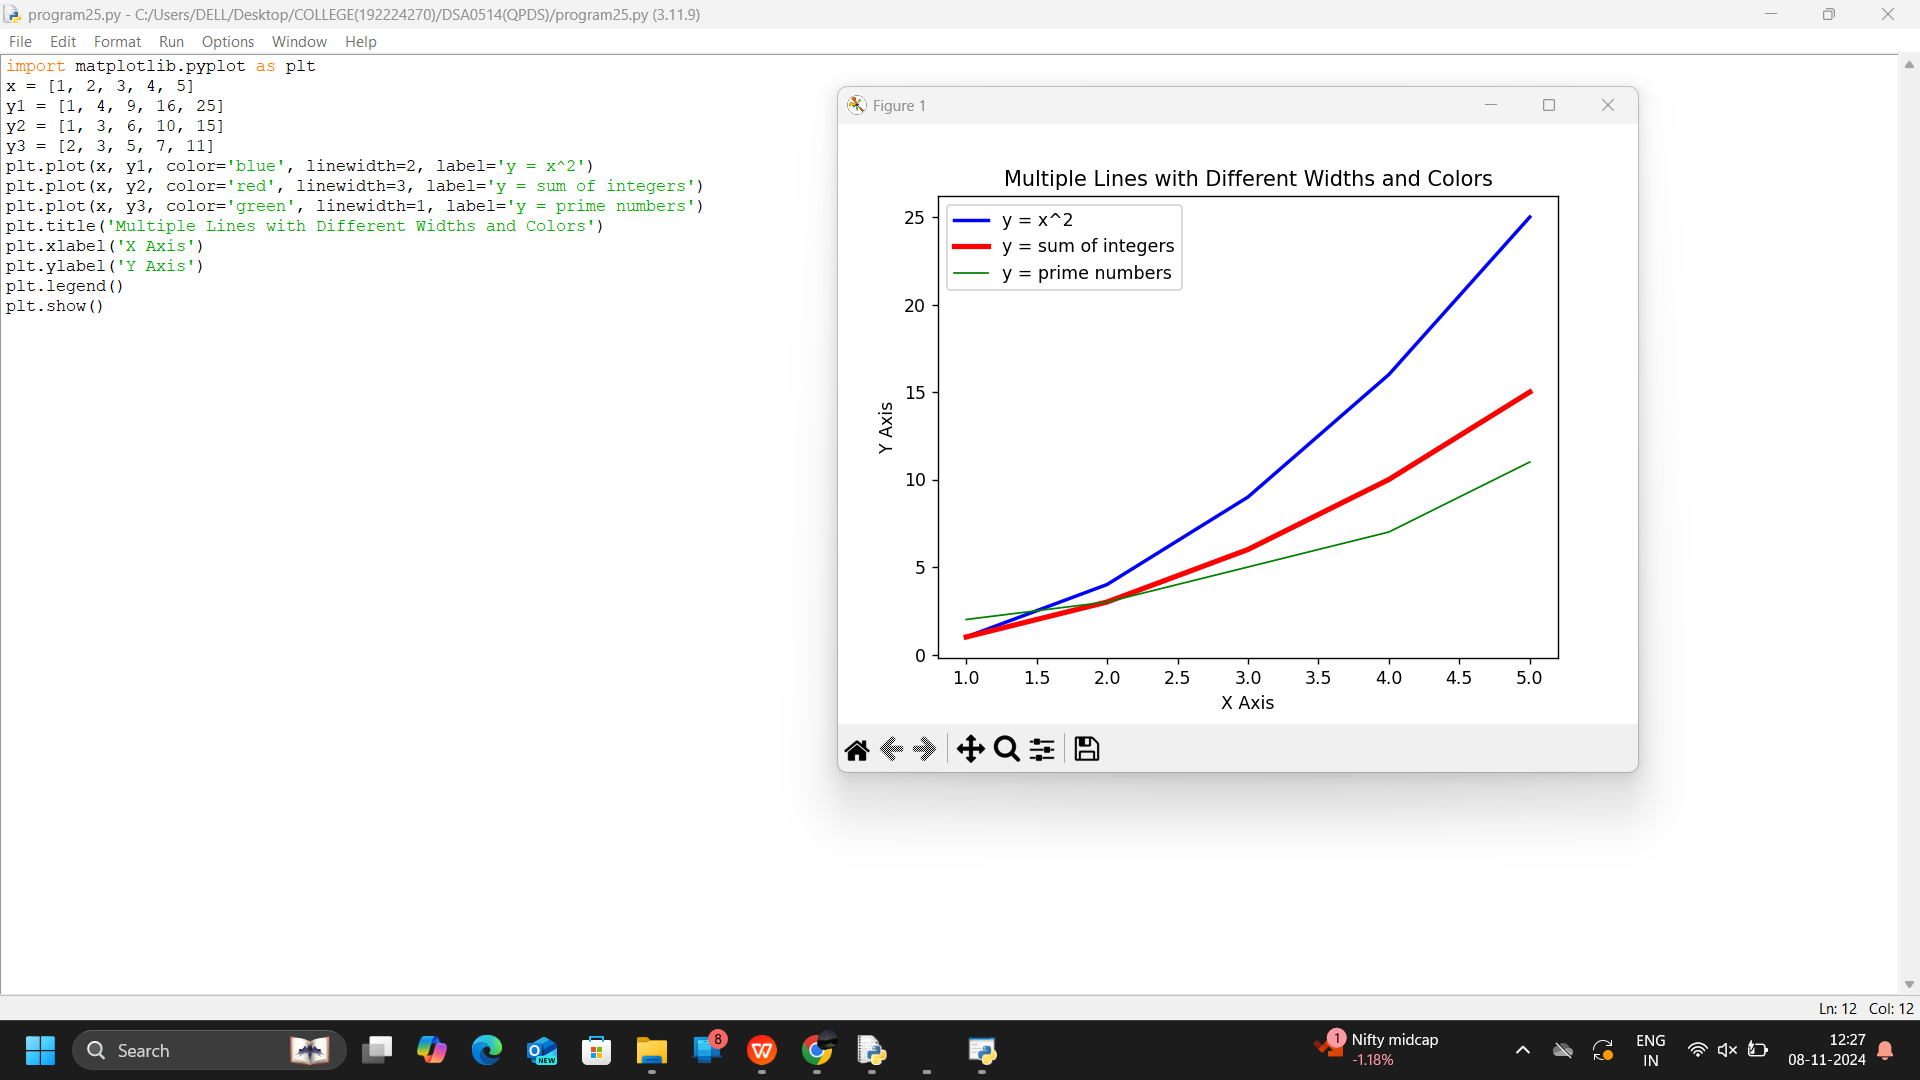 program25.py - C:/Users/DELL/Desktop/COLLEGE(192224270)/DSA0514(QPDS)/program25.py (3.11.9)
File Edit Format Run Options Window Help
import matplotlib.pyplot as plt
x = [1, 2, 3, 4, 5]
y1 = [1, 4, 9, 16, 25]
y2 = [1, 3, 6, 10, 15]
y3 = [2, 3, 5, 7, 11]
plt.plot(x, y1, color='blue', linewidth=2, label='y = x^2')
plt.plot(x, y2, color='red', linewidth=3, label='y = sum of integers')
plt.plot(x, y3, color='green', linewidth=1, label='y = prime numbers')
plt.title('Multiple Lines with Different Widths and Colors')
plt.xlabel('X Axis')
plt.ylabel('Y Axis')
plt.legend()
plt.show()
Figure 1
Multiple Lines with Different Widths and Colors
y = x^2
y = sum of integers
y = prime numbers
25
20
15
10
5
0
Y Axis
1.0 1.5 2.0 2.5 3.0 3.5 4.0 4.5 5.0
X Axis
Ln: 12 Col: 12
Search
NEW
8
1
Nifty midcap
-1.18%
ENG
IN
12:27
08-11-2024